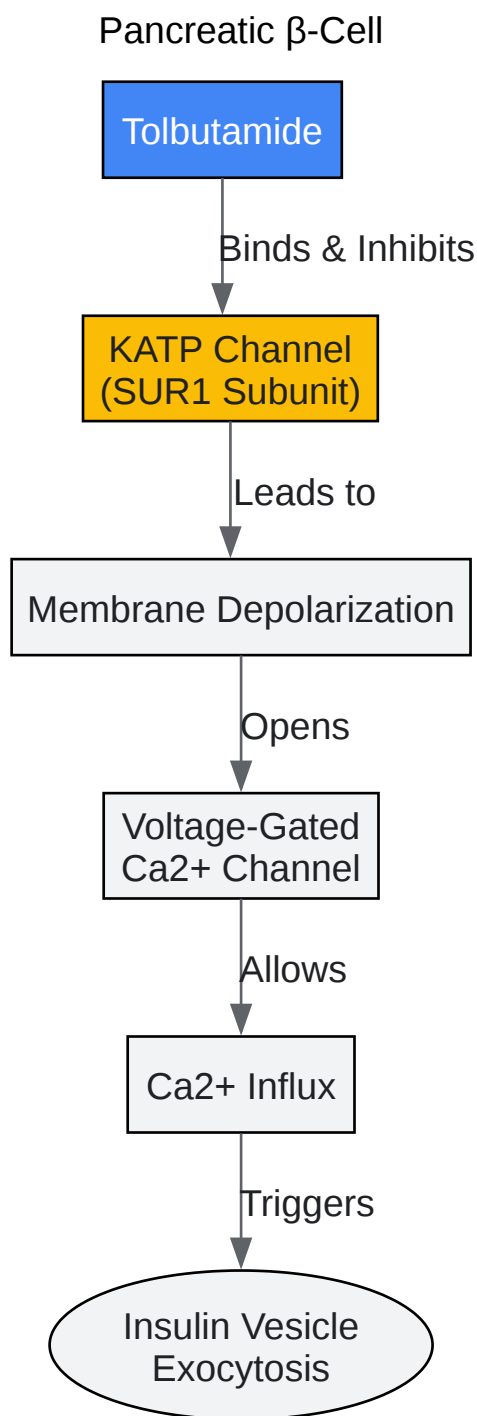 Pancreatic β-Cell
Tolbutamide
Binds & Inhibits
KATP Channel
(SUR1 Subunit)
Leads to
Membrane Depolarization
Opens
Voltage-Gated
Ca2+ Channel
Allows
Ca2+ Influx
Triggers
Insulin Vesicle
Exocytosis